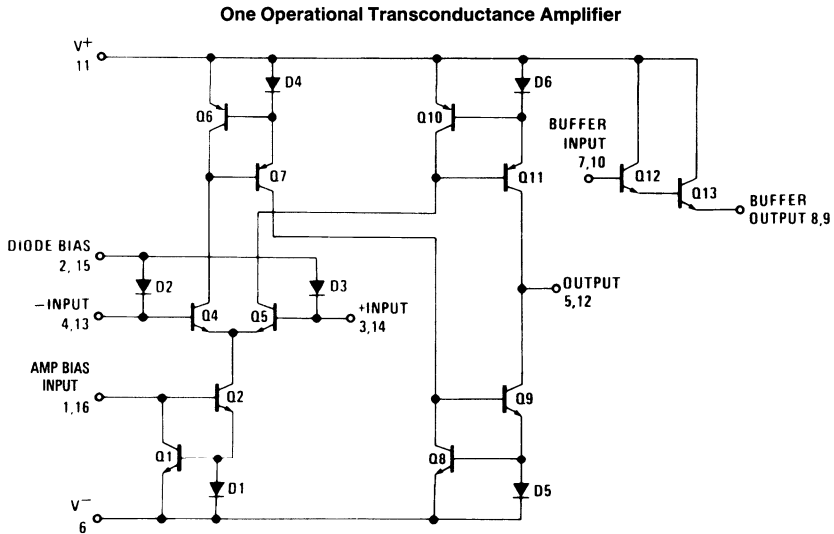 One Operational Transconductance Amplifier
V+
11
D4
D6
Q6
Q10
BUFFER
INPUT
7,10
Q7
Q11
Q12
Q13
BUFFER
OUTPUT 8,9
DIODE BIAS
2, 15
D2
D3
–INPUT
4,13
Q4
Q5
+INPUT
3,14
OUTPUT
5,12
AMP BIAS
INPUT
1,16
Q2
Q9
Q1
Q8
D1
D5
V–
6